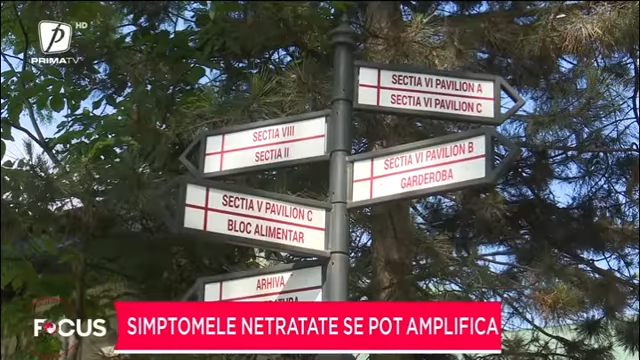 HD
PRIMATV
SECTIA VI PAVILION A
SECTIA VI PAVILION C
SECTIA VIII
SECTIA II
SECTIA VI PAVILION B
GARDEROBA
SECTIA V PAVILION C
BLOC ALIMENTAR
ARHIVA
FOCUS
SIMPTOMELE NETRATATE SE POT AMPLIFICA